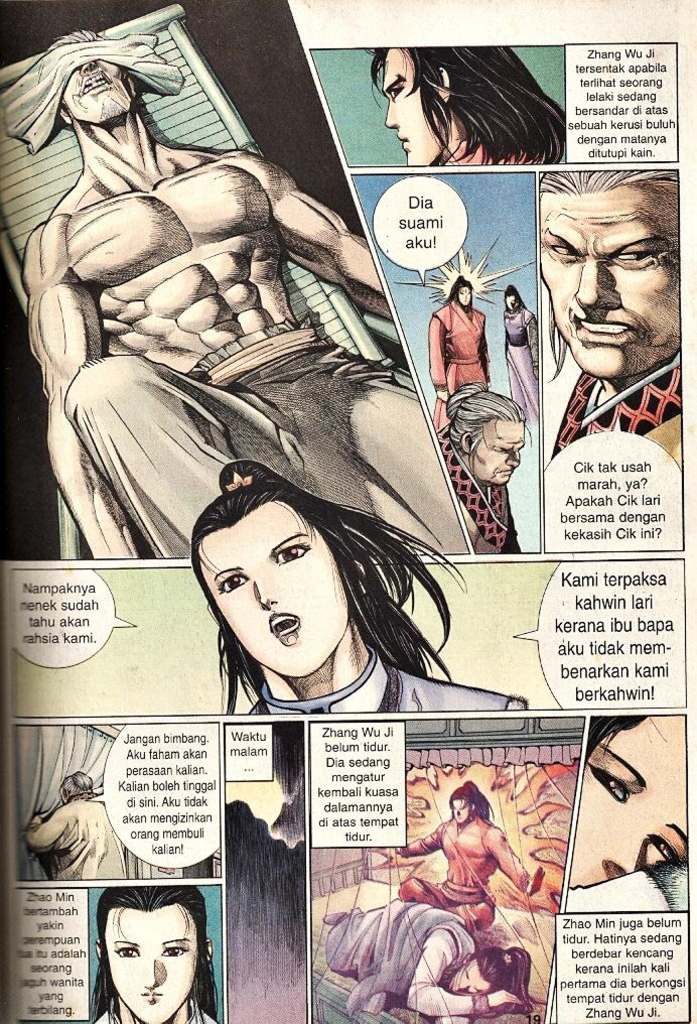 Zhang Wu Ji
tersentak apabila
terlihat seorang
lelaki sedang
bersandar di atas
sebuah kerusi buluh
dengan matanya
ditutupi kain.
Dia
suami
aku!
Cik tak usah
marah, ya?
Apakah Cik lari
bersama dengan
kekasih Cik ini?
Nampaknya
nenek sudah
tahu akan
rahsia kami.
Kami terpaksa
kahwin lari
kerana ibu bapa
aku tidak mem-
benarkan kami
berkahwin!
Jangan bimbang.
Aku faham akan
perasaan kalian.
Kalian boleh tinggal
di sini. Aku tidak
akan mengizinkan
orang membuli
kalian!
Waktu
malam
...
Zhang Wu Ji
belum tidur.
Dia sedang
mengatur
kembali kuasa
dalamannya
di atas tempat
tidur.
Zhao Min
bertambah
yakin
perempuan
tua itu adalah
seorang
wanita
yang
terbilang.
Zhao Min juga belum
tidur. Hatinya sedang
berdebar kencang
kerana inilah kali
pertama dia berkongsi
tempat tidur dengan
Zhang Wu Ji.
19